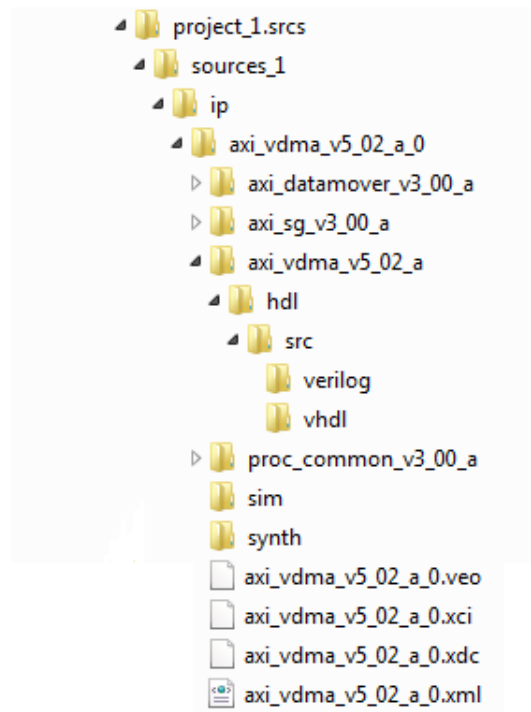 project_1.srcs
sources_1
ip
axi_vdma_v5_02_a_0
axi_datamover_v3_00_a
axi_sg_v3_00_a
axi_vdma_v5_02_a
hdl
src
verilog
vhdl
proc_common_v3_00_a
sim
synth
axi_vdma_v5_02_a_0.veo
axi_vdma_v5_02_a_0.xci
axi_vdma_v5_02_a_0.xdc
axi_vdma_v5_02_a_0.xml